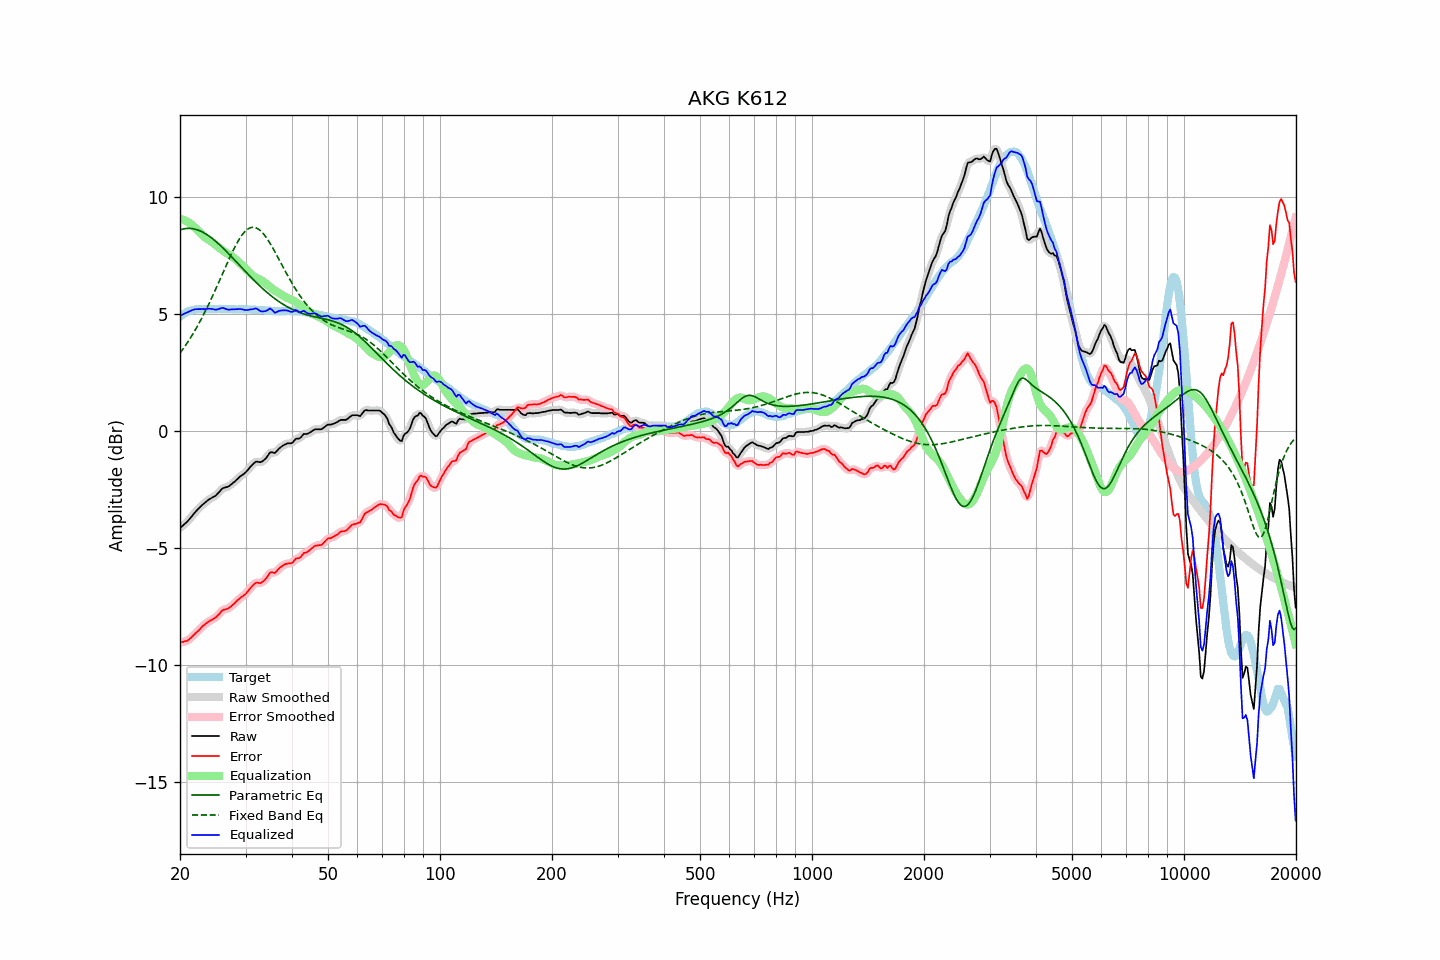 AKG K612
Amplitude (dBr)
10
5
0
−5
−10
−15
Target
Raw Smoothed
Error Smoothed
Raw
Error
Equalization
Parametric Eq
Fixed Band Eq
Equalized
20 50 100 200 500 1000 2000 5000 10000 20000
Frequency (Hz)